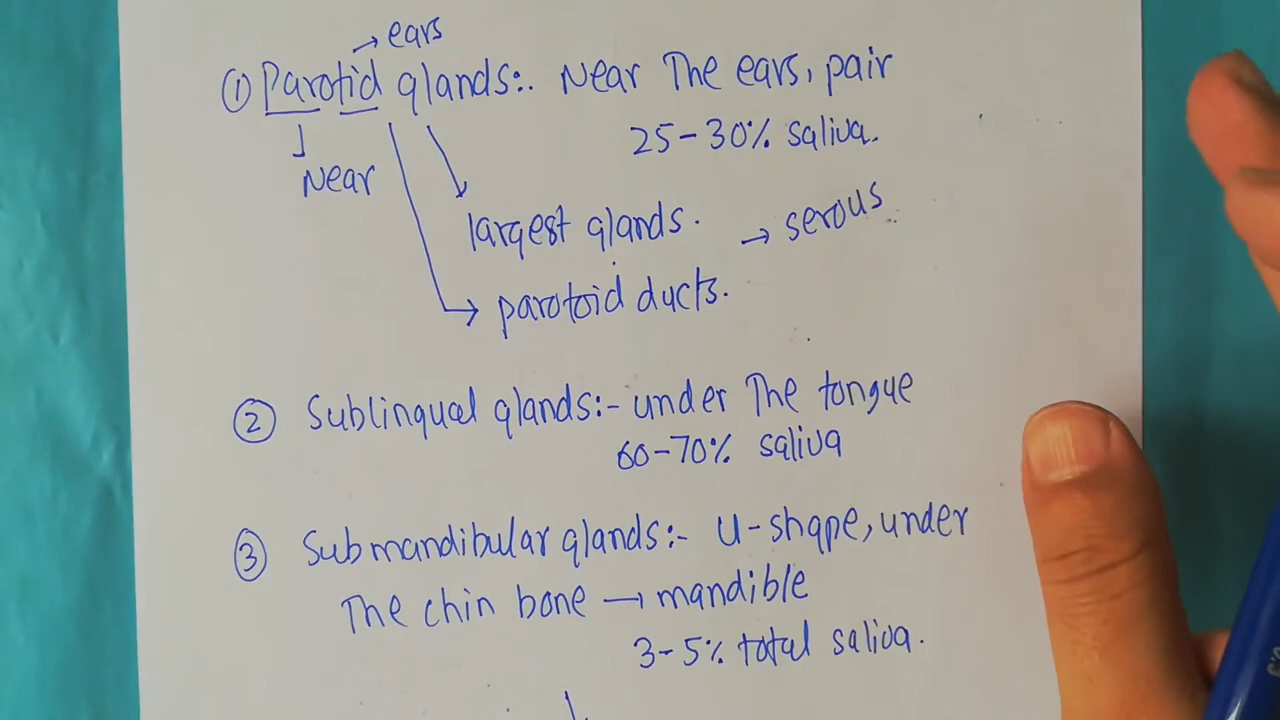 → ears
① Parotid glands:. Near The ears, pair
25-30% saliva.
Near
largest glands. → serous
→ parotoid ducts.
② Sublingual glands:- under The tongue
60-70% saliva
③ Submandibular glands:- U-shape, under
The chin bone → mandible
3-5% total saliva.